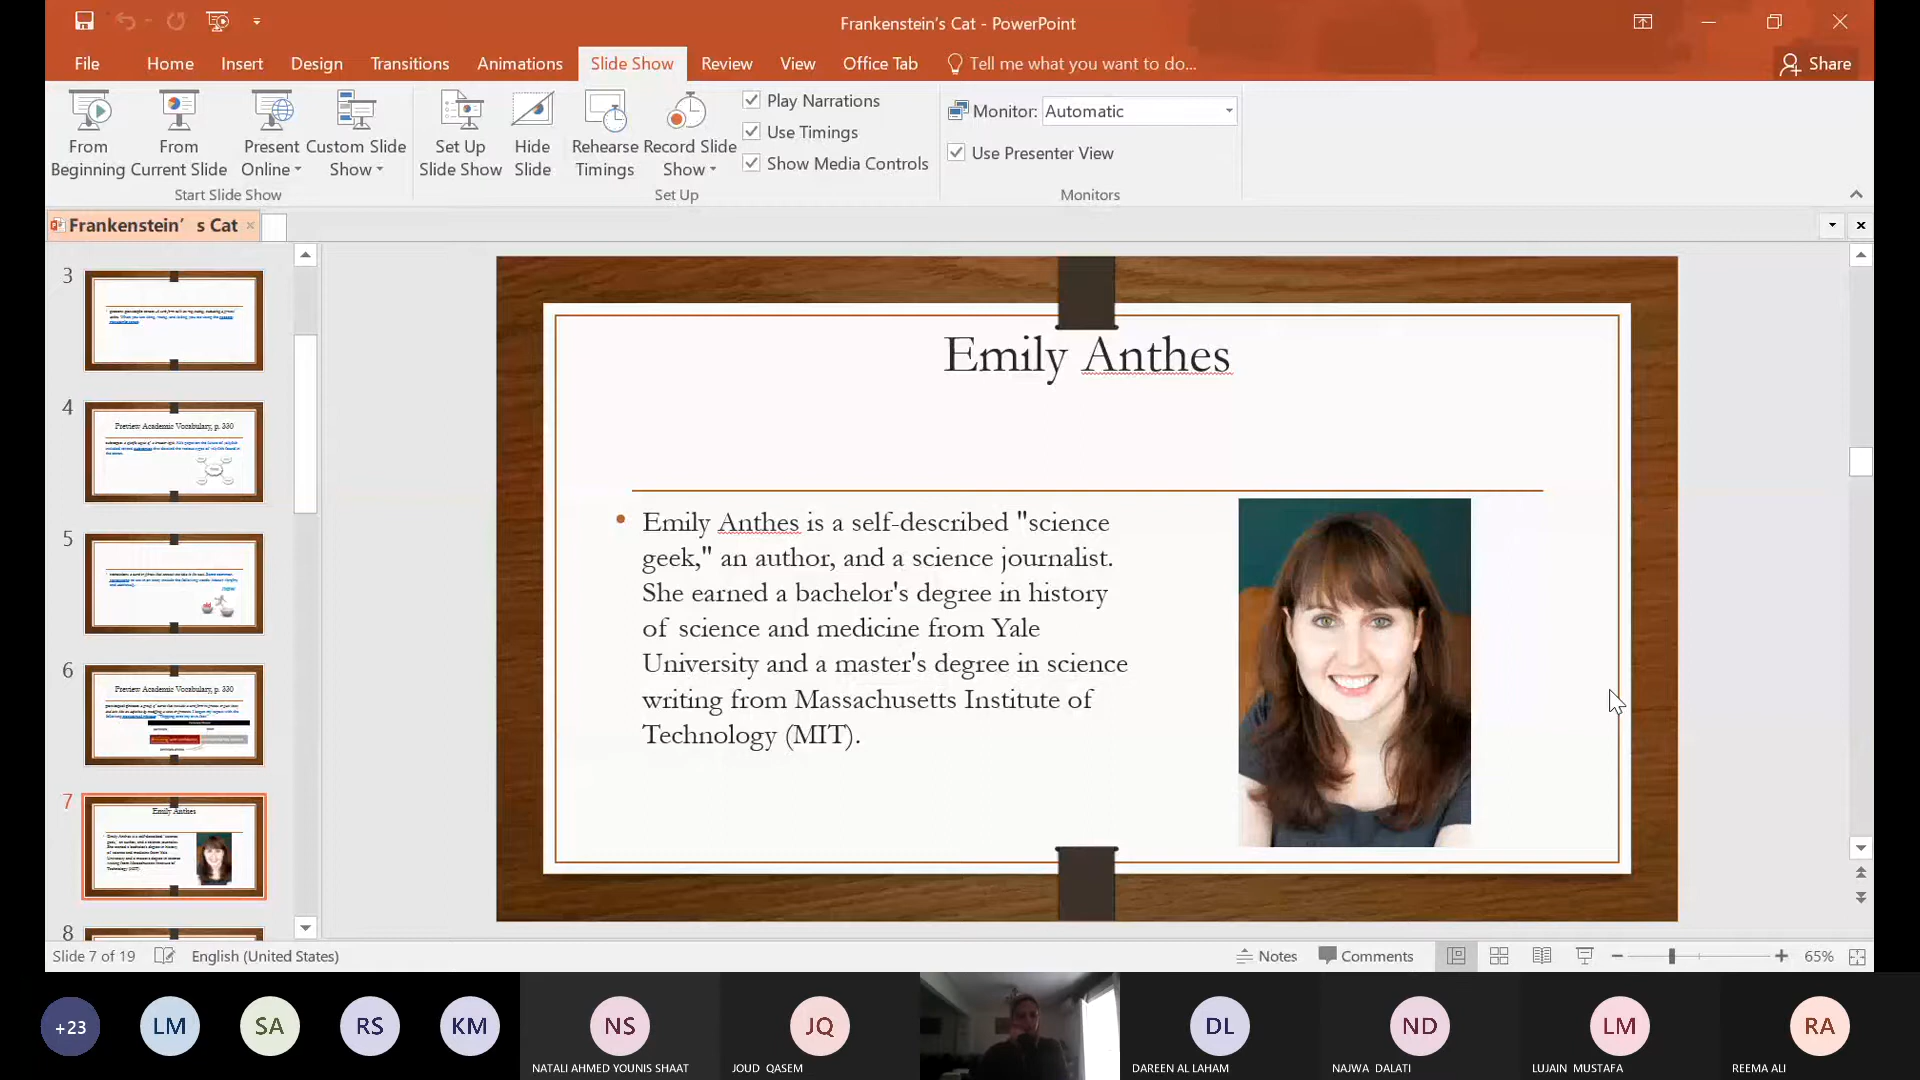 Frankenstein's Cat - PowerPoint
File Home Insert Design Transitions Animations Slide Show Review View Office Tab Tell me what you want to do... Share
From Beginning
From Current Slide
Present Online
Custom Slide Show
Start Slide Show
Set Up Slide Show
Hide Slide
Rehearse Timings
Record Slide Show
Play Narrations
Use Timings
Show Media Controls
Set Up
Monitor: Automatic
Use Presenter View
Monitors
Frankenstein' s Cat
3
4
Preview Academic Vocabulary, p. 330
5
6
Preview Academic Vocabulary, p. 330
7
Emily Anthes
8
Emily Anthes
Emily Anthes is a self-described "science
geek," an author, and a science journalist.
She earned a bachelor's degree in history
of science and medicine from Yale
University and a master's degree in science
writing from Massachusetts Institute of
Technology (MIT).
Slide 7 of 19 English (United States) Notes Comments 65%
+23 LM SA RS KM NS JQ DL ND LM RA
NATALI AHMED YOUNIS SHAAT JOUD QASEM DAREEN AL LAHAM NAJWA DALATI LUJAIN MUSTAFA REEMA ALI